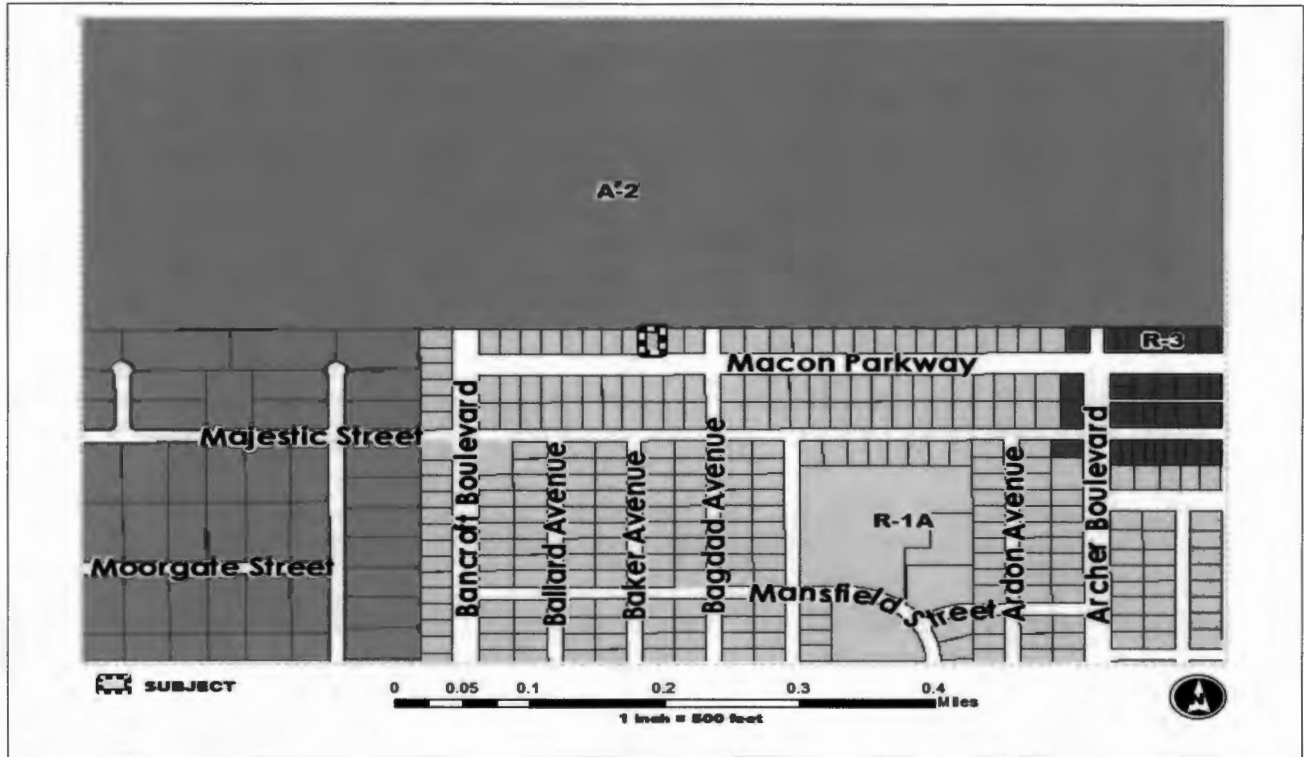 A-2
R-3
Macon Parkway
Majestic Street
Bancroft Boulevard
Ballard Avenue
Baker Avenue
Bagdad Avenue
Ardon Avenue
Archer Boulevard
R-1A
Moorgate Street
Mansfield Street
SUBJECT
0 0.05 0.1 0.2 0.3 0.4 Miles
1 inch = 500 feet